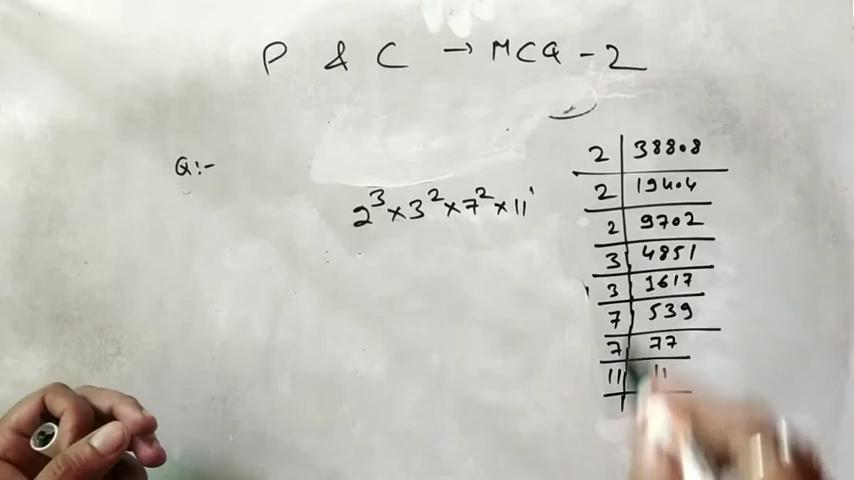 P & C → MCQ - 2
Q:-
2³×3²×7²×11¹
2 | 38808
2 | 19404
2 | 9702
3 | 4851
3 | 1617
7 | 539
7 | 77
11 | 11